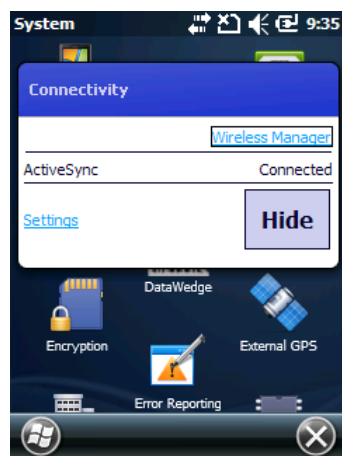 System 9:35
Connectivity
Wireless Manager
ActiveSync Connected
Settings Hide
DataWedge
Encryption External GPS
Error Reporting